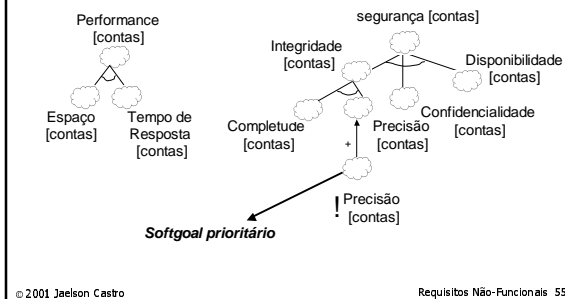 Performance
[contas]
Espaço
[contas]
Tempo de
Resposta
[contas]
segurança [contas]
Integridade
[contas]
Disponibilidade
[contas]
Completude
[contas]
Precisão
[contas]
Confidencialidade
[contas]
+
! Precisão
[contas]
Softgoal prioritário
© 2001 Jaelson Castro
Requisitos Não-Funcionais 55